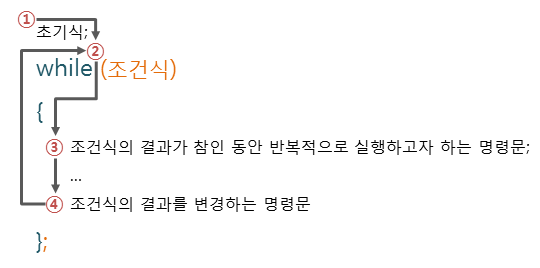 ① 초기식;
②
while (조건식)
{
③ 조건식의 결과가 참인 동안 반복적으로 실행하고자 하는 명령문;
...
④ 조건식의 결과를 변경하는 명령문
};